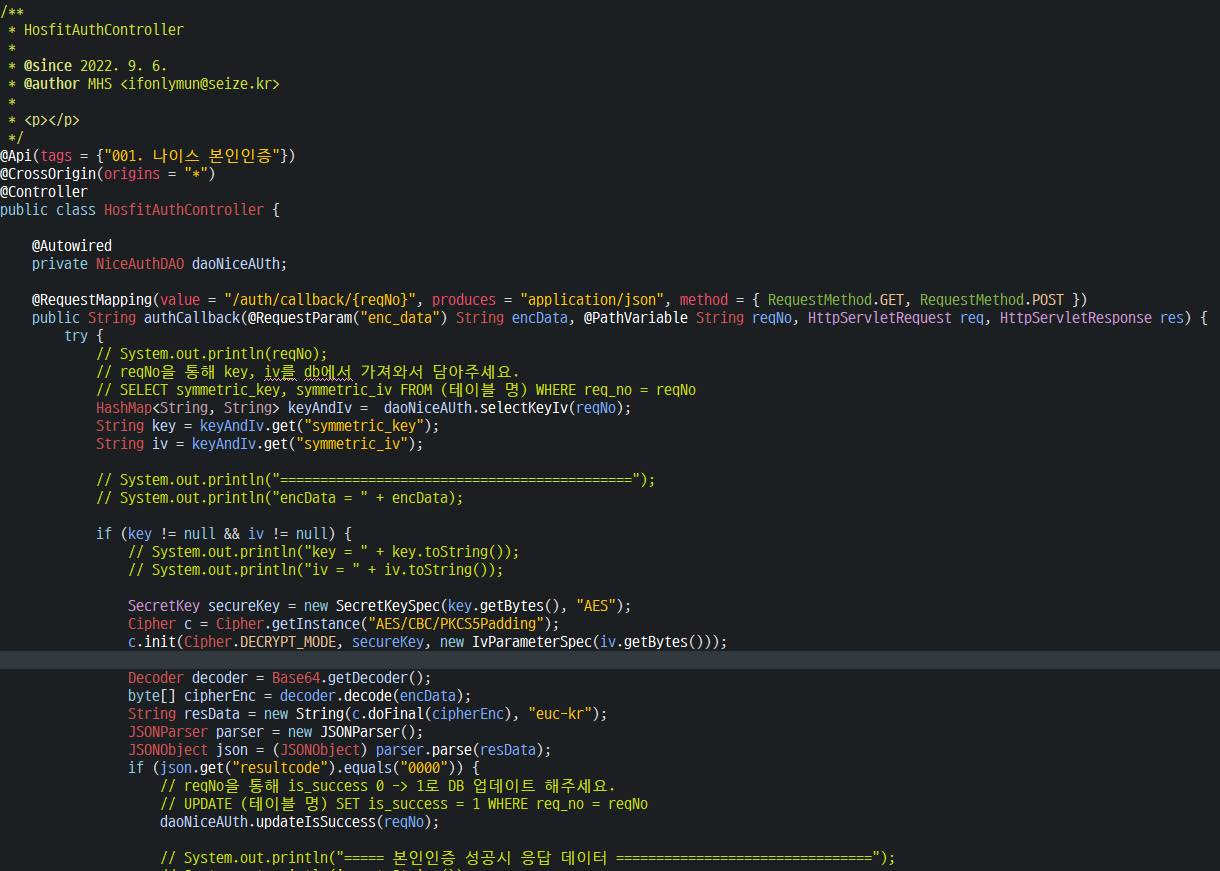 /**
 * HosfitAuthController
 *
 * @since 2022. 9. 6.
 * @author MHS <ifonlymun@seize.kr>
 *
 * <p></p>
 */
@Api(tags = {"001. 나이스 본인인증"})
@CrossOrigin(origins = "*")
@Controller
public class HosfitAuthController {
    @Autowired
    private NiceAuthDAO daoNiceAUth;
    @RequestMapping(value = "/auth/callback/{reqNo}", produces = "application/json", method = { RequestMethod.GET, RequestMethod.POST })
    public String authCallback(@RequestParam("enc_data") String encData, @PathVariable String reqNo, HttpServletRequest req, HttpServletResponse res) {
        try {
            // System.out.println(reqNo);
            // reqNo을 통해 key, iv를 db에서 가져와서 담아주세요.
            // SELECT symmetric_key, symmetric_iv FROM (테이블 명) WHERE req_no = reqNo
            HashMap<String, String> keyAndIv =  daoNiceAUth.selectKeyIv(reqNo);
            String key = keyAndIv.get("symmetric_key");
            String iv = keyAndIv.get("symmetric_iv");
            // System.out.println("============================================");
            // System.out.println("encData = " + encData);
            if (key != null && iv != null) {
                // System.out.println("key = " + key.toString());
                // System.out.println("iv = " + iv.toString());
                SecretKey secureKey = new SecretKeySpec(key.getBytes(), "AES");
                Cipher c = Cipher.getInstance("AES/CBC/PKCS5Padding");
                c.init(Cipher.DECRYPT_MODE, secureKey, new IvParameterSpec(iv.getBytes()));
                Decoder decoder = Base64.getDecoder();
                byte[] cipherEnc = decoder.decode(encData);
                String resData = new String(c.doFinal(cipherEnc), "euc-kr");
                JSONParser parser = new JSONParser();
                JSONObject json = (JSONObject) parser.parse(resData);
                if (json.get("resultcode").equals("0000")) {
                    // reqNo을 통해 is_success 0 -> 1로 DB 업데이트 해주세요.
                    // UPDATE (테이블 명) SET is_success = 1 WHERE req_no = reqNo
                    daoNiceAUth.updateIsSuccess(reqNo);
                    // System.out.println("===== 본인인증 성공시 응답 데이터 ================================");